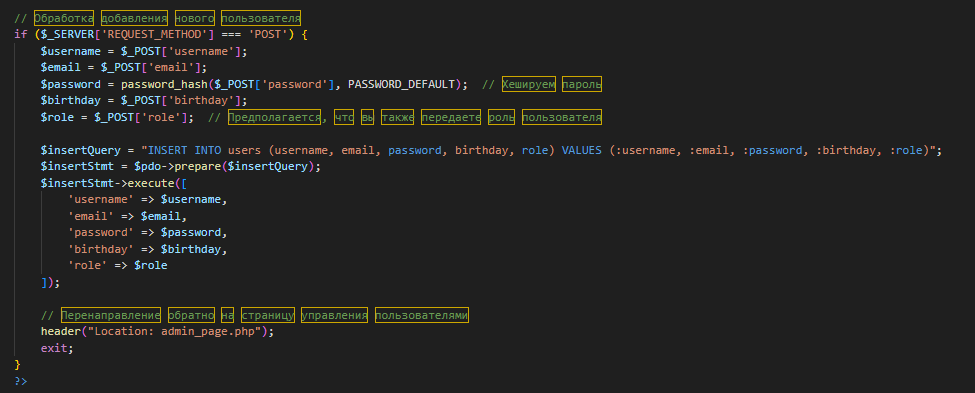 // Обработка добавления нового пользователя
if ($_SERVER['REQUEST_METHOD'] === 'POST') {
    $username = $_POST['username'];
    $email = $_POST['email'];
    $password = password_hash($_POST['password'], PASSWORD_DEFAULT);  // Хешируем пароль
    $birthday = $_POST['birthday'];
    $role = $_POST['role'];  // Предполагается, что вы также передаете роль пользователя

    $insertQuery = "INSERT INTO users (username, email, password, birthday, role) VALUES (:username, :email, :password, :birthday, :role)";
    $insertStmt = $pdo->prepare($insertQuery);
    $insertStmt->execute([
        'username' => $username,
        'email' => $email,
        'password' => $password,
        'birthday' => $birthday,
        'role' => $role
    ]);

    // Перенаправление обратно на страницу управления пользователями
    header("Location: admin_page.php");
    exit;
}
?>